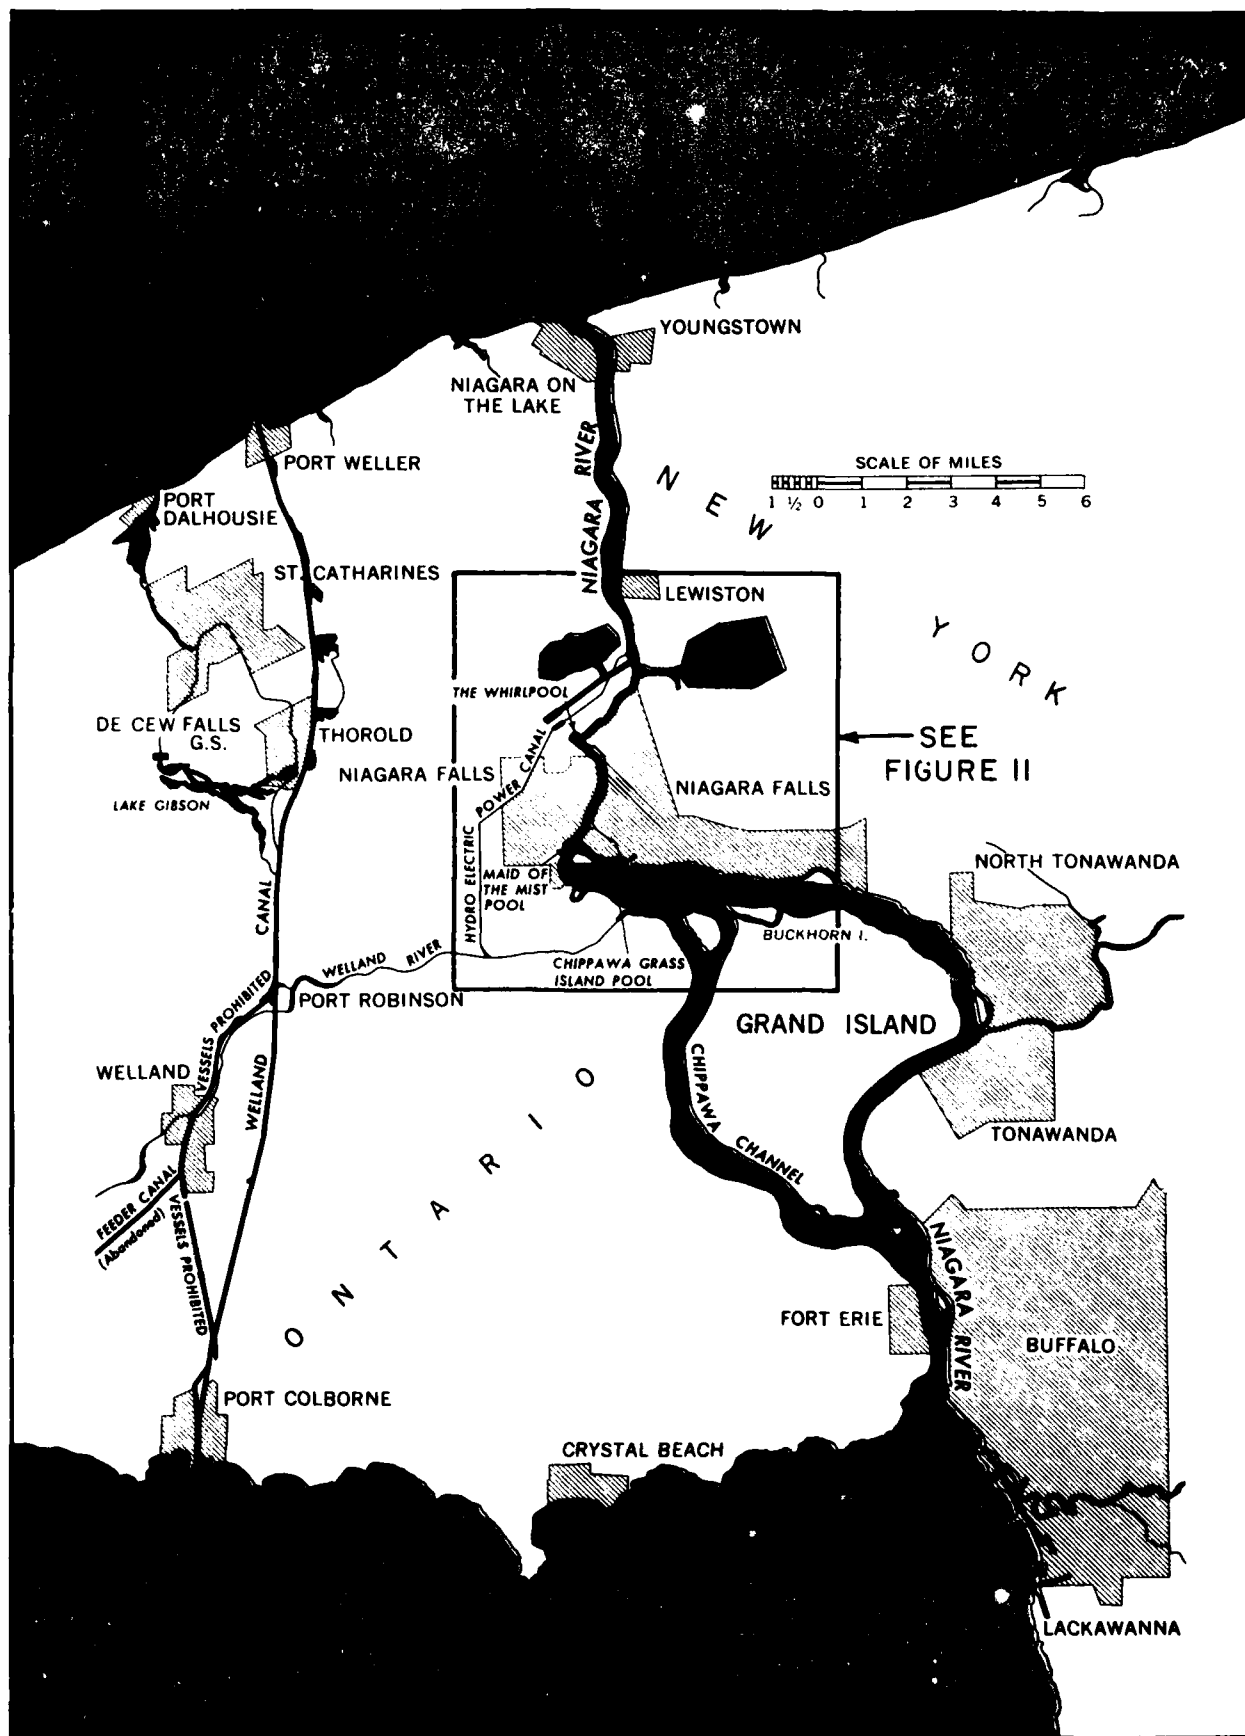 YOUNGSTOWN
NIAGARA ON
THE LAKE
NIAGARA RIVER
PORT WELLER
SCALE OF MILES
1 ½ 0 1 2 3 4 5 6
NEW
YORK
PORT
DALHOUSIE
ST. CATHARINES
LEWISTON
THE WHIRLPOOL
DE CEW FALLS
G.S.
THOROLD
SEE
FIGURE II
NIAGARA FALLS
NIAGARA FALLS
LAKE GIBSON
HYDRO ELECTRIC POWER CANAL
MAID OF
THE MIST
POOL
NORTH TONAWANDA
BUCKHORN I.
CHIPPAWA GRASS
ISLAND POOL
WELLAND RIVER
PORT ROBINSON
GRAND ISLAND
WELLAND CANAL
VESSELS PROHIBITED
WELLAND
CHIPPAWA CHANNEL
TONAWANDA
FEEDER CANAL
(Abandoned)
VESSELS PROHIBITED
ONTARIO
NIAGARA RIVER
FORT ERIE
BUFFALO
PORT COLBORNE
CRYSTAL BEACH
LACKAWANNA